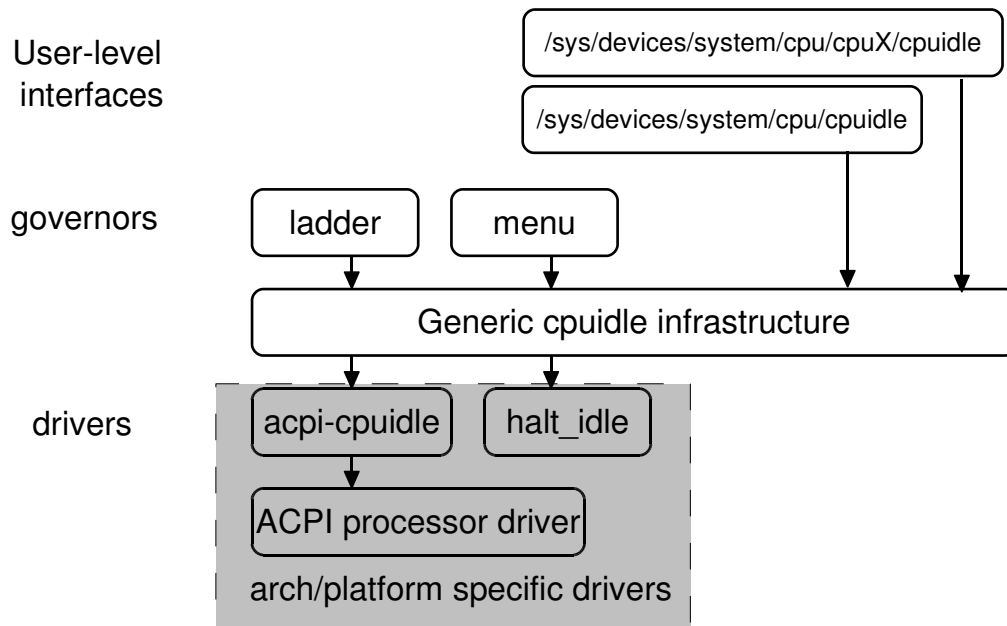 User-level
interfaces
/sys/devices/system/cpu/cpuX/cpuidle
/sys/devices/system/cpu/cpuidle
governors
ladder
menu
Generic cpuidle infrastructure
drivers
acpi-cpuidle
halt_idle
ACPI processor driver
arch/platform specific drivers